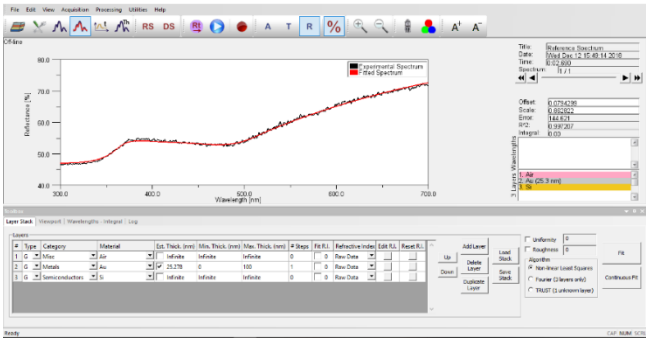 File Edit View Acquisition Processing Utilities Help
RS DS A T R % A+ A-
Off-line
Title: Reference Spectrum
Date: Wed Dec 12 15:49:14 2018
Time:
Spectrum: /1 / 1
80.0
70.0
60.0
50.0
40.0
Reflectance [%]
Experimental Spectrum
Fitted Spectrum
300.0 400.0 500.0 600.0 700.0
Wavelength [nm]
Offset:
Scale:
Error: 144.621
R^2: 0.997207
Integral: 0.00
3 Layers Wavelengths
1. Air
2. Au (25.3 nm)
3. Si
Layer Stack Viewport Wavelengths - Integral Log
Layers
# Type Category Material Est. Thick. (nm) Min. Thick. (nm) Max. Thick. (nm) # Steps Fit R.I. Refractive Index Edit R.I. Reset R.I.
1 G Misc Air Infinite Infinite Infinite 0 0 Raw Data
2 G Metals Au 25.278 0 100 1 0 Raw Data
3 G Semiconductors Si Infinite Infinite Infinite 0 0 Raw Data
Up
Down
Add Layer
Delete Layer
Duplicate Layer
Load Stack
Save Stack
Uniformity 0
Roughness 0
Algorithm
Non-linear Least Squares
Fourier (3 layers only)
TRUST (1 unknown layer)
Fit
Continuous Fit
Ready
CAP NUM SCRL